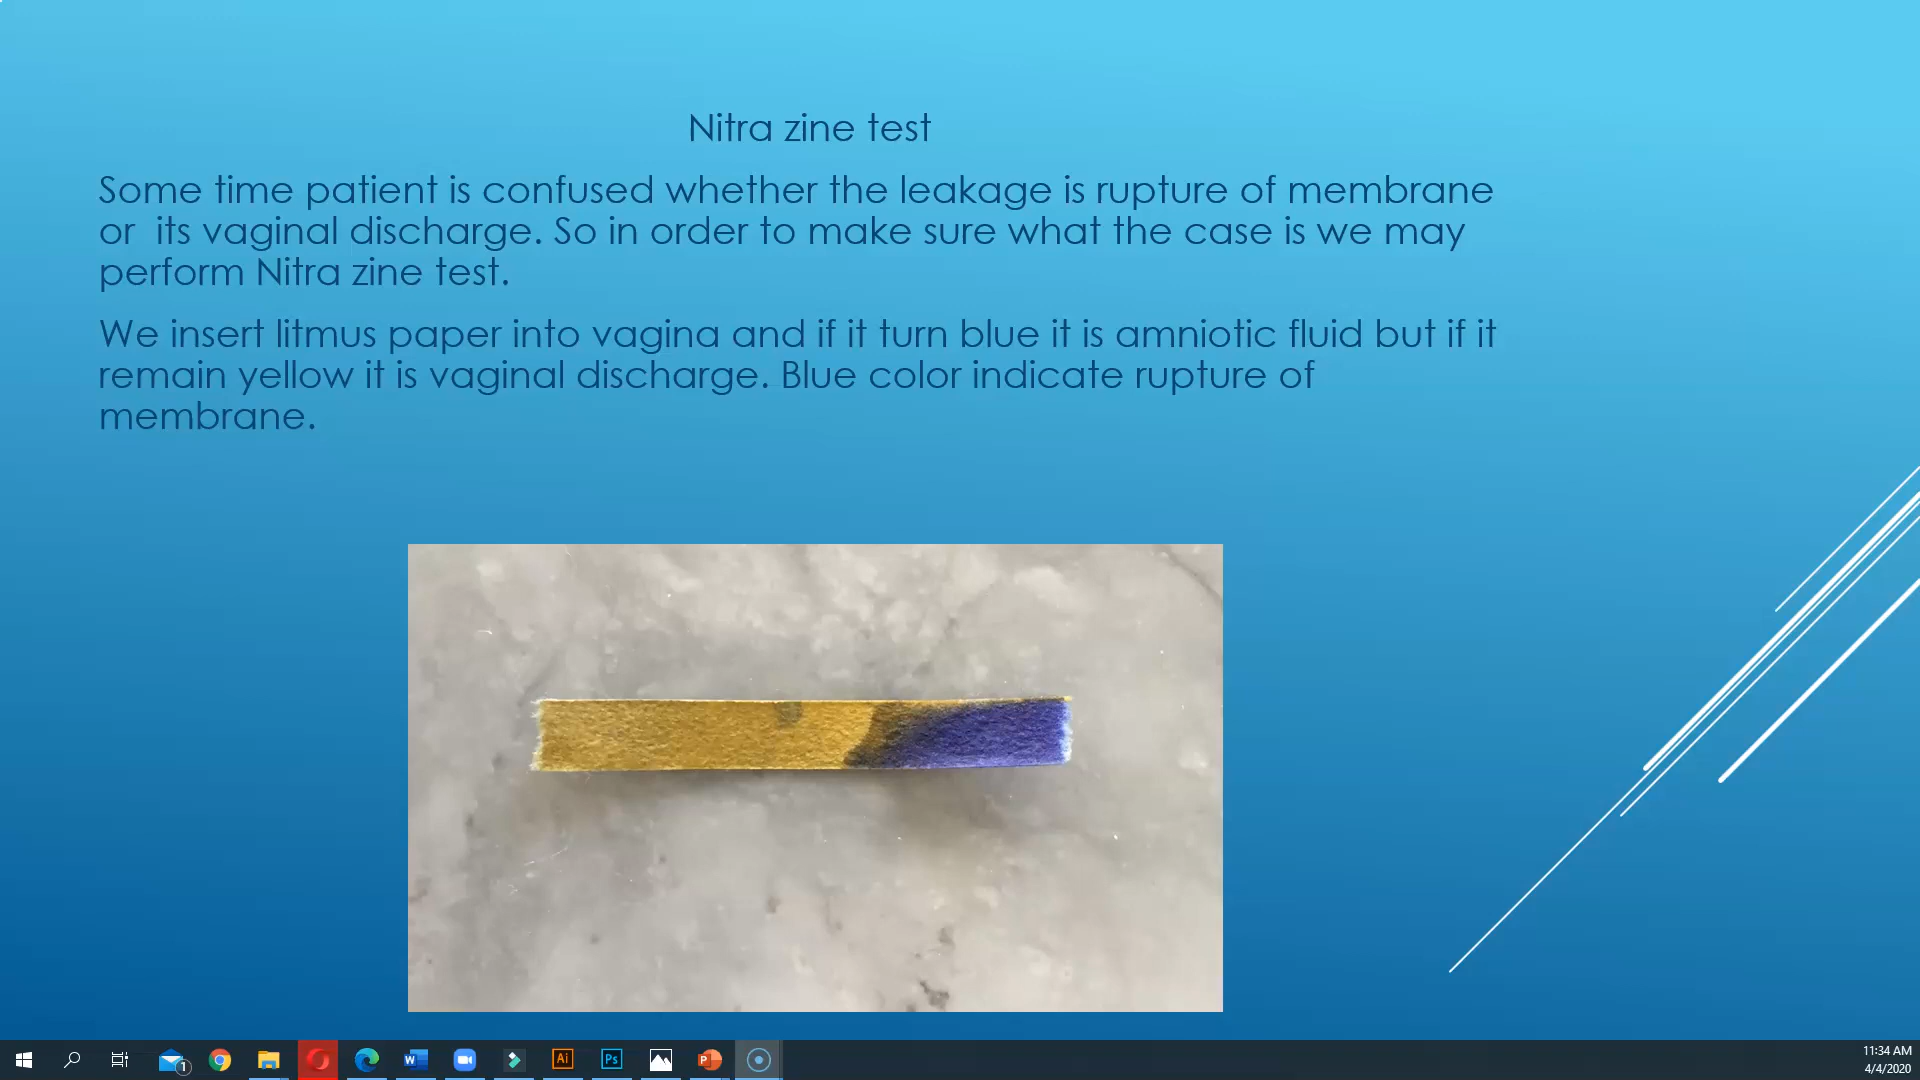 Nitra zine test
Some time patient is confused whether the leakage is rupture of membrane
or its vaginal discharge. So in order to make sure what the case is we may
perform Nitra zine test.
We insert litmus paper into vagina and if it turn blue it is amniotic fluid but if it
remain yellow it is vaginal discharge. Blue color indicate rupture of
membrane.
1
W
Ai
Ps
P
11:34 AM
4/4/2020